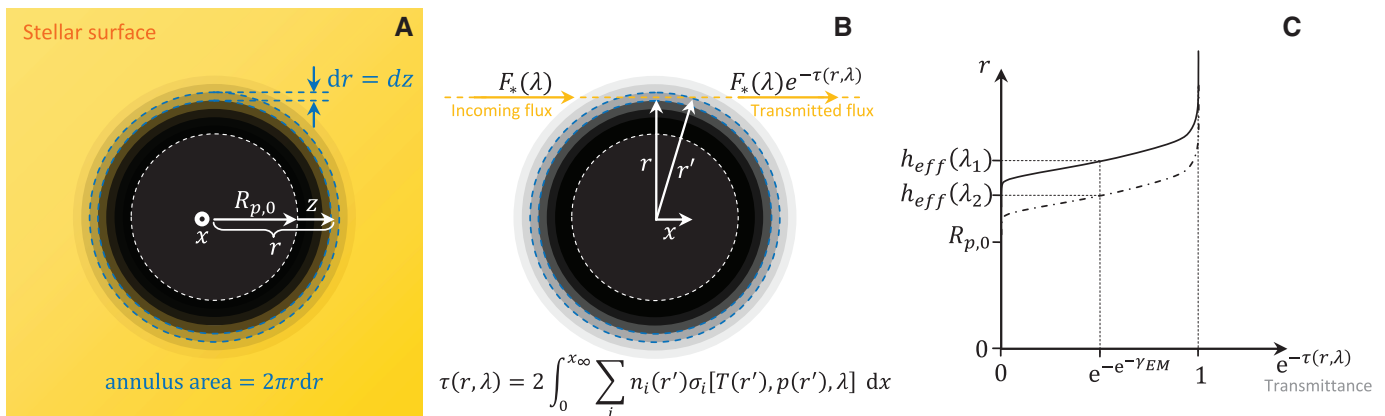 Stellar surface
A
dr = dz
R_{p,0}
z
x
r
annulus area = 2πrdr
B
F_*(λ)
F_*(λ)e^{−τ(r,λ)}
Incoming flux
Transmitted flux
r
r′
x
τ(r, λ) = 2 ∫_0^{x_∞} ∑_i n_i(r′)σ_i[T(r′), p(r′), λ] dx
C
r
h_{eff}(λ_1)
h_{eff}(λ_2)
R_{p,0}
0
0
e^{−e^{−γ_{EM}}}
1
e^{−τ(r,λ)}
Transmittance